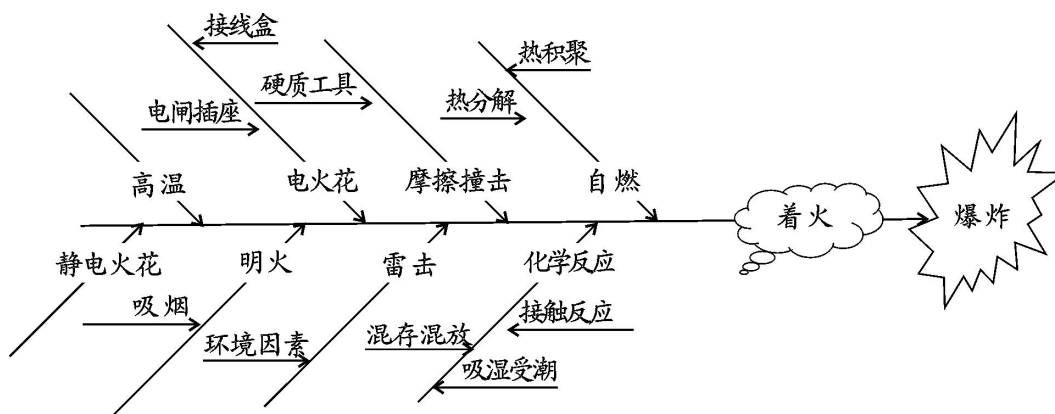 接线盒
硬质工具
热积聚
电闸插座
热分解
高温
电火花
摩擦撞击
自燃
着火
爆炸
静电火花
明火
雷击
化学反应
吸烟
环境因素
混存混放
接触反应
吸湿受潮